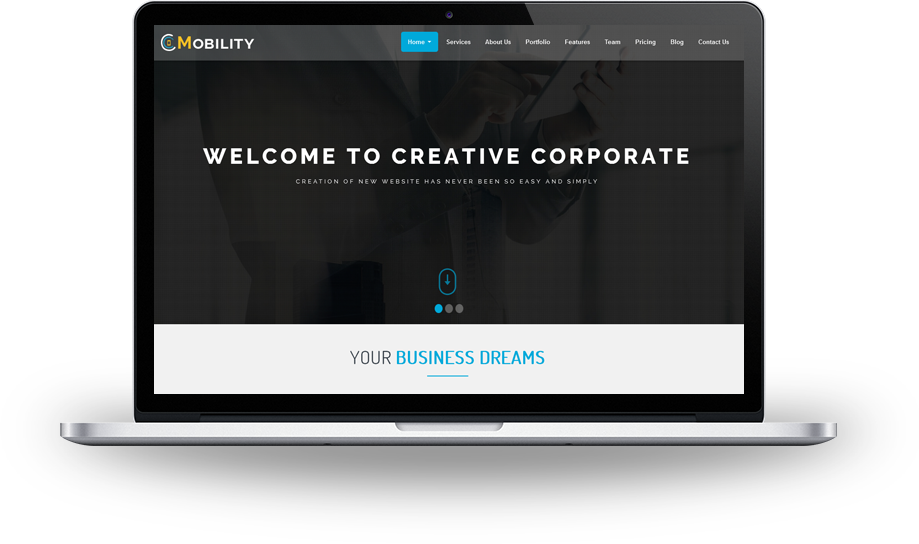 MOBILITY
Home Services About Us Portfolio Features Team Pricing Blog Contact Us
WELCOME TO CREATIVE CORPORATE
CREATION OF NEW WEBSITE HAS NEVER BEEN SO EASY AND SIMPLY
YOUR BUSINESS DREAMS